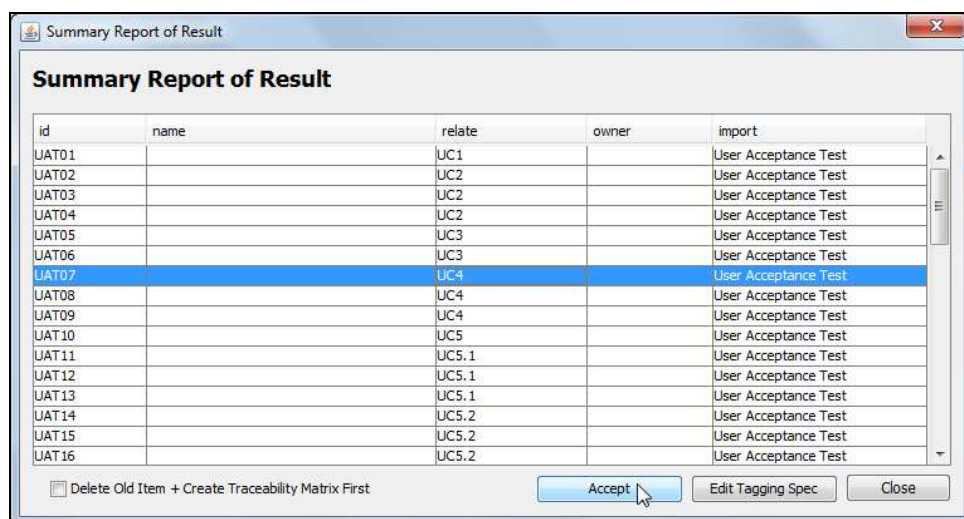 Summary Report of Result
Summary Report of Result
id name relate owner import
UAT01 UC1 User Acceptance Test
UAT02 UC2 User Acceptance Test
UAT03 UC2 User Acceptance Test
UAT04 UC2 User Acceptance Test
UAT05 UC3 User Acceptance Test
UAT06 UC3 User Acceptance Test
UAT07 UC4 User Acceptance Test
UAT08 UC4 User Acceptance Test
UAT09 UC4 User Acceptance Test
UAT10 UC5 User Acceptance Test
UAT11 UC5.1 User Acceptance Test
UAT12 UC5.1 User Acceptance Test
UAT13 UC5.1 User Acceptance Test
UAT14 UC5.2 User Acceptance Test
UAT15 UC5.2 User Acceptance Test
UAT16 UC5.2 User Acceptance Test
Delete Old Item + Create Traceability Matrix First Accept Edit Tagging Spec Close